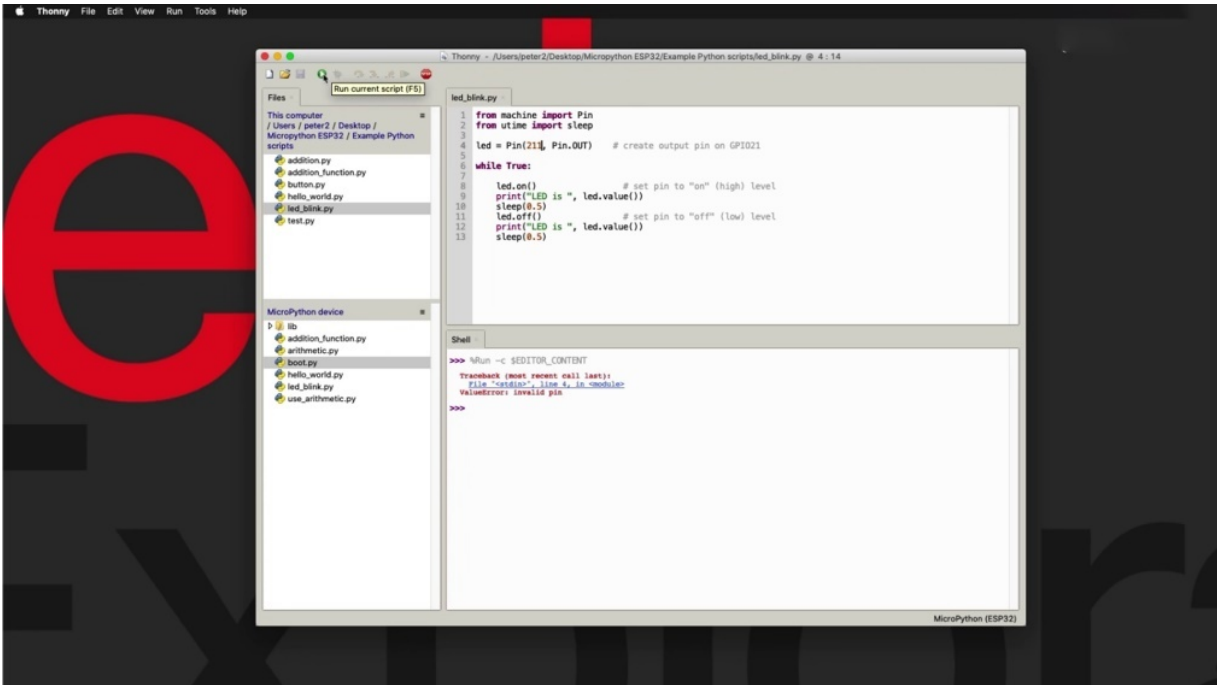 Thonny File Edit View Run Tools Help
Thonny - /Users/peter2/Desktop/Micropython ESP32/Example Python scripts/led_blink.py @ 4 : 14
Run current script (F5)
Files
This computer
/ Users / peter2 / Desktop /
Micropython ESP32 / Example Python
scripts
addition.py
addition_function.py
button.py
hello_world.py
led_blink.py
test.py
MicroPython device
lib
addition_function.py
arithmetic.py
boot.py
hello_world.py
led_blink.py
use_arithmetic.py
led_blink.py
1 from machine import Pin
2 from utime import sleep
3
4 led = Pin(211, Pin.OUT) # create output pin on GPIO21
5
6 while True:
7
8 led.on() # set pin to "on" (high) level
9 print("LED is ", led.value())
10 sleep(0.5)
11 led.off() # set pin to "off" (low) level
12 print("LED is ", led.value())
13 sleep(0.5)
Shell
>>> %Run -c $EDITOR_CONTENT
Traceback (most recent call last):
File "<stdin>", line 4, in <module>
ValueError: invalid pin
>>>
MicroPython (ESP32)
e
Explora